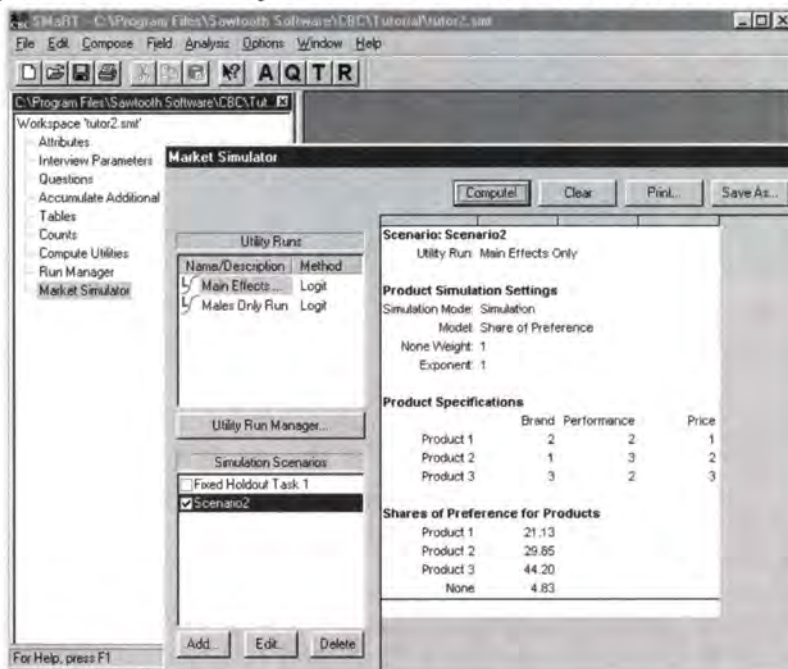 SMaRT - C:\Program Files\Sawtooth Software\CBC\Tutorial\tutor2.smt
File Edit Compose Field Analysis Options Window Help
A Q T R
C:\Program Files\Sawtooth Software\CBC\Tut...
Workspace 'tutor2.smt'
Attributes
Interview Parameters
Questions
Accumulate Additional
Tables
Counts
Compute Utilities
Run Manager
Market Simulator
Market Simulator
Compute! Clear Print... Save As...
Utility Runs
Name/Description Method
Main Effects ... Logit
Males Only Run Logit
Utility Run Manager...
Simulation Scenarios
Fixed Holdout Task 1
Scenario2
Add... Edit... Delete
Scenario: Scenario2
Utility Run: Main Effects Only
Product Simulation Settings
Simulation Mode: Simulation
Model: Share of Preference
None Weight: 1
Exponent: 1
Product Specifications
Brand Performance Price
Product 1 2 2 1
Product 2 1 3 2
Product 3 3 2 3
Shares of Preference for Products
Product 1 21.13
Product 2 29.85
Product 3 44.20
None 4.83
For Help, press F1